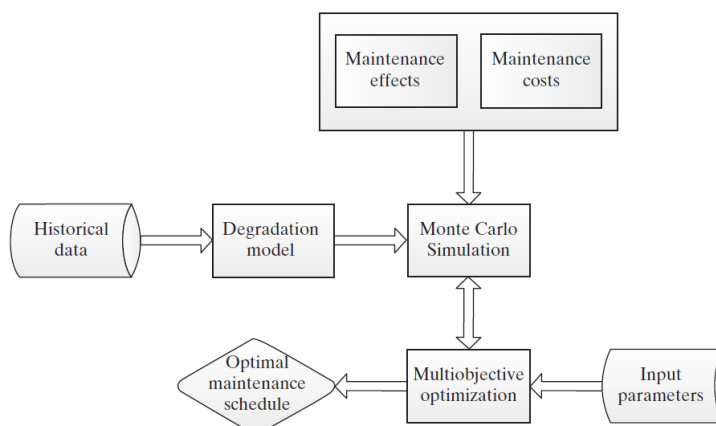 Maintenance
effects
Maintenance
costs
Historical
data
Degradation
model
Monte Carlo
Simulation
Optimal
maintenance
schedule
Multiobjective
optimization
Input
parameters